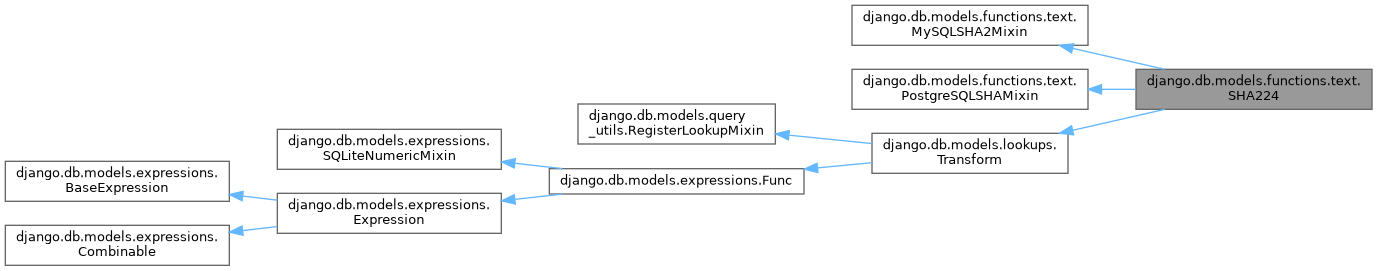 django.db.models.functions.text.
MySQLSHA2Mixin
django.db.models.functions.text.
PostgreSQLSHAMixin
django.db.models.functions.text.
SHA224
django.db.models.query
_utils.RegisterLookupMixin
django.db.models.lookups.
Transform
django.db.models.expressions.
SQLiteNumericMixin
django.db.models.expressions.Func
django.db.models.expressions.
BaseExpression
django.db.models.expressions.
Expression
django.db.models.expressions.
Combinable